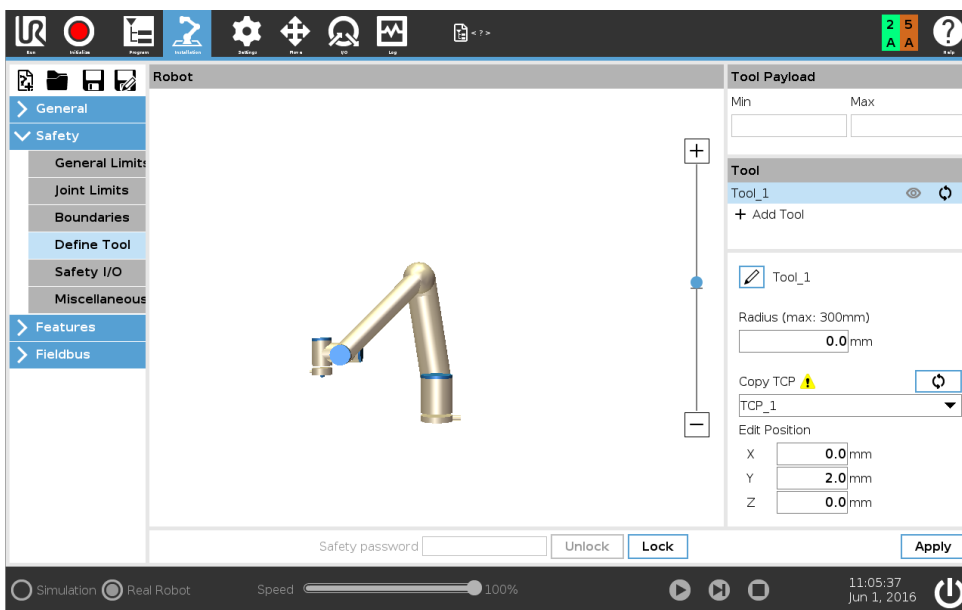 UR
Run
Initialize
Program
Installation
Settings
Move
I/O
Log
< ? >
2 5
A A
?
Help
General
Safety
General Limits
Joint Limits
Boundaries
Define Tool
Safety I/O
Miscellaneous
Features
Fieldbus
Robot
+
−
Tool Payload
Min Max
Tool
Tool_1
+ Add Tool
Tool_1
Radius (max: 300mm)
0.0 mm
Copy TCP
TCP_1
Edit Position
X 0.0 mm
Y 2.0 mm
Z 0.0 mm
Safety password Unlock Lock Apply
Simulation Real Robot Speed 100%
11:05:37
Jun 1, 2016